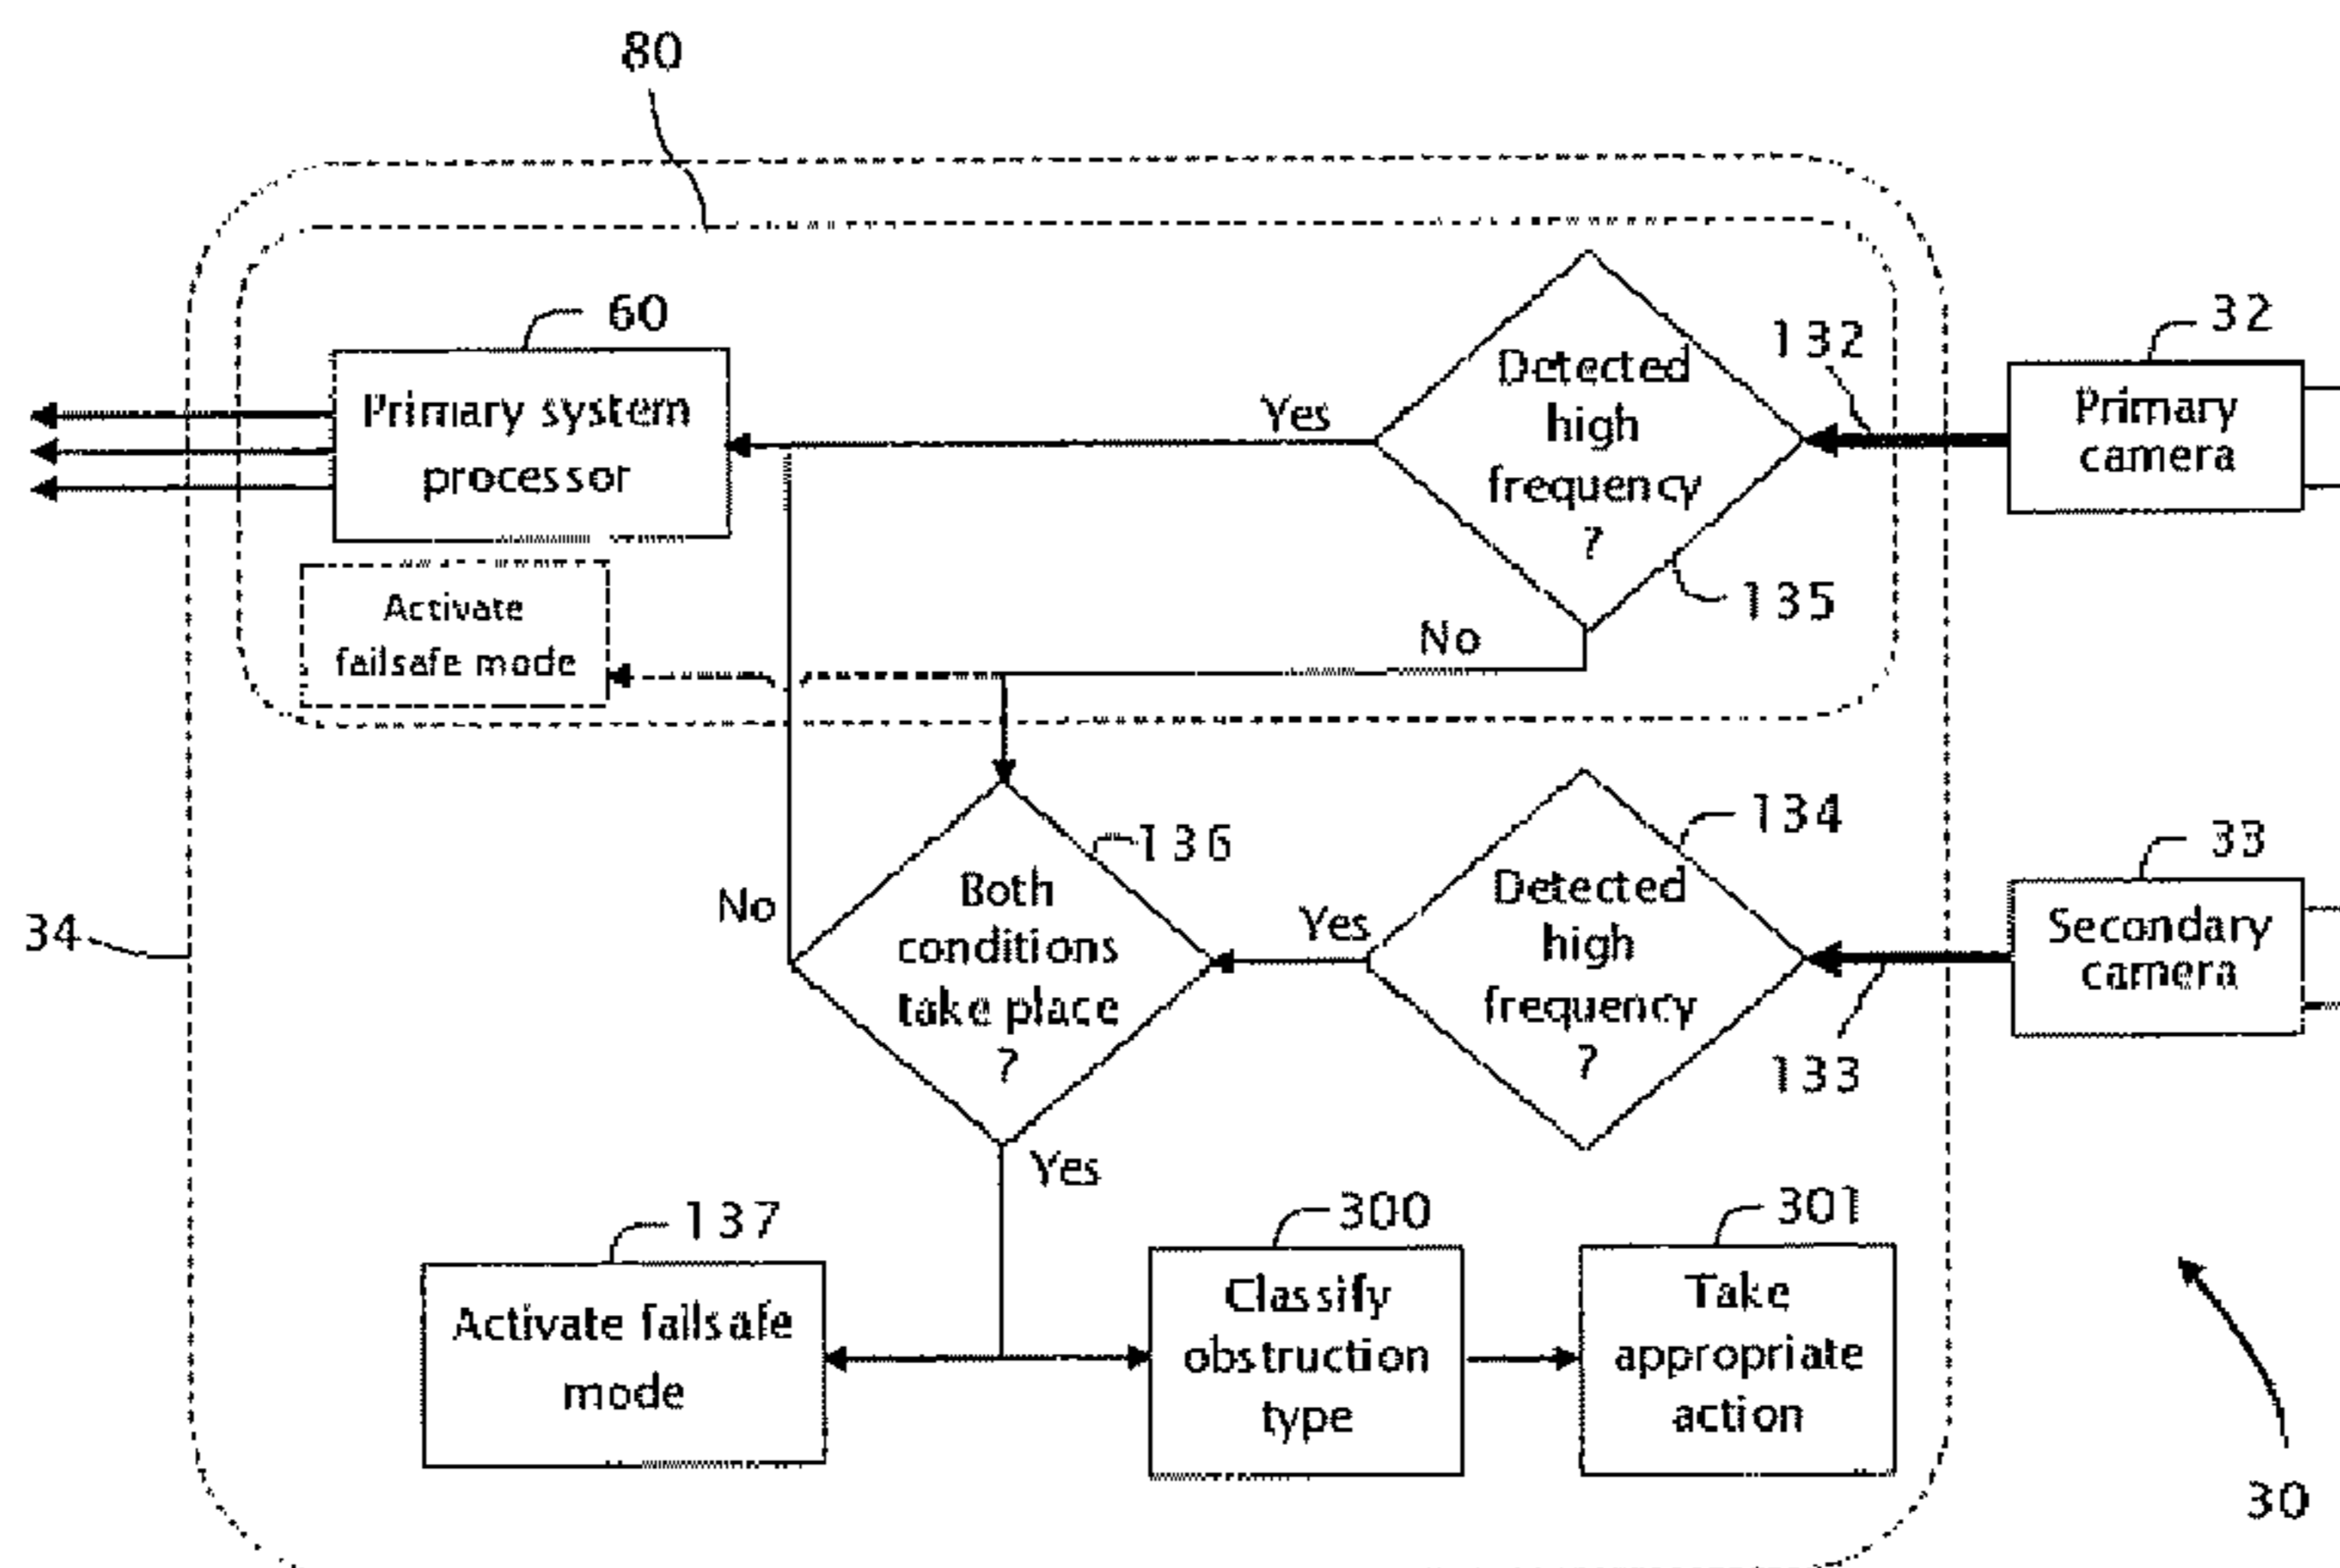 80
60
Primary system
processor
Yes
Detected
high
frequency
?
132
32
Primary
camera
135
Activate
failsafe mode
No
136
134
33
Both
conditions
take place
?
No
Yes
Detected
high
frequency
?
Secondary
camera
133
34
Yes
137
300
301
Activate failsafe
mode
Classify
obstruction
type
Take
appropriate
action
30